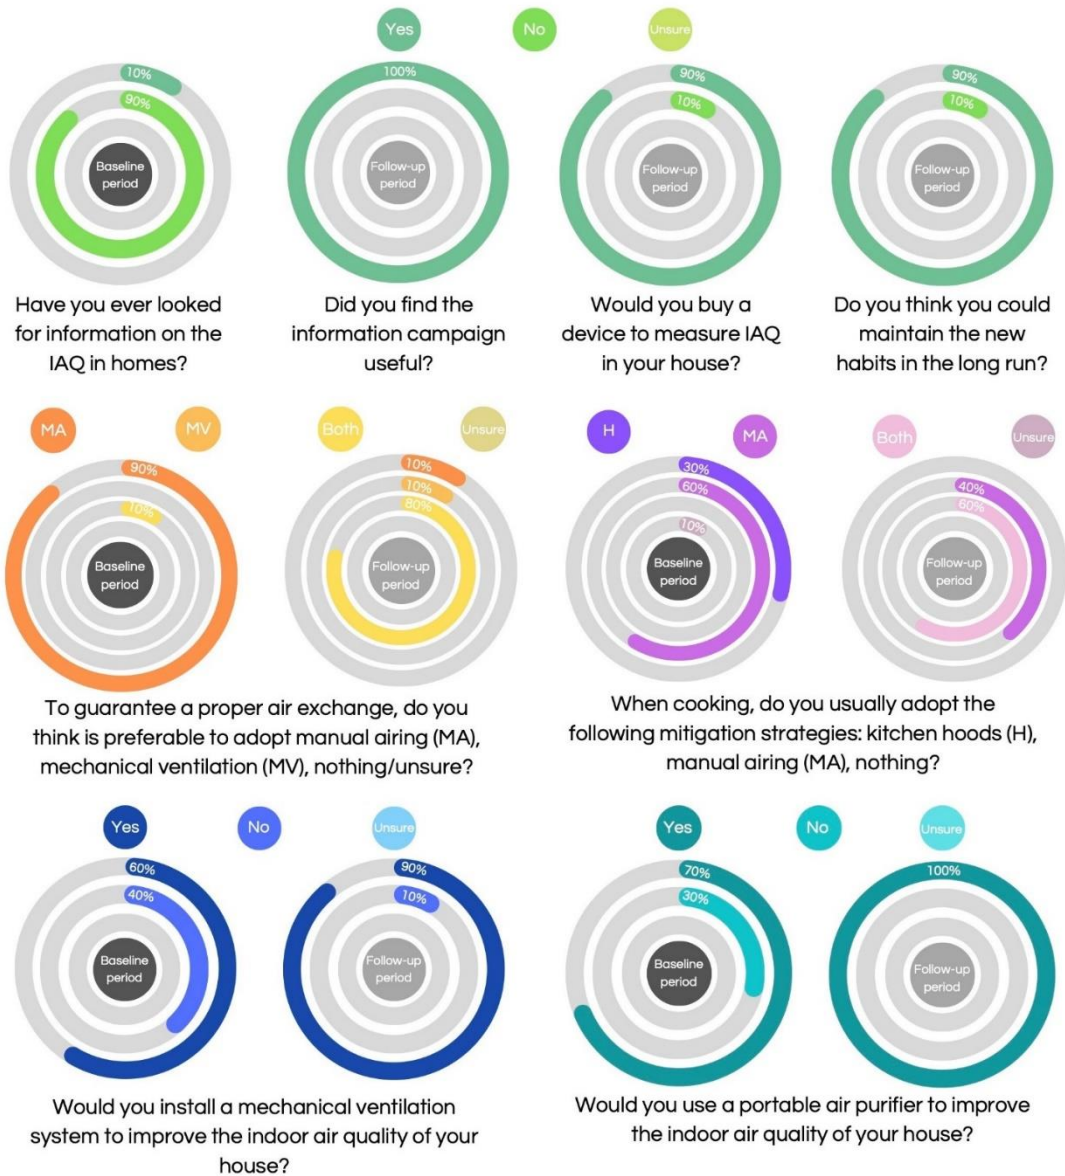 Yes
No
Unsure
10%
90%
Baseline
period
100%
Follow-up
period
90%
10%
Follow-up
period
90%
10%
Follow-up
period
Have you ever looked
for information on the
IAQ in homes?
Did you find the
information campaign
useful?
Would you buy a
device to measure IAQ
in your house?
Do you think you could
maintain the new
habits in the long run?
MA
MV
Both
Unsure
90%
10%
Baseline
period
10%
10%
80%
Follow-up
period
To guarantee a proper air exchange, do you
think is preferable to adopt manual airing (MA),
mechanical ventilation (MV), nothing/unsure?
H
MA
Both
Unsure
30%
60%
10%
Baseline
period
40%
60%
Follow-up
period
When cooking, do you usually adopt the
following mitigation strategies: kitchen hoods (H),
manual airing (MA), nothing?
Yes
No
Unsure
60%
40%
Baseline
period
90%
10%
Follow-up
period
Would you install a mechanical ventilation
system to improve the indoor air quality of your
house?
Yes
No
Unsure
70%
30%
Baseline
period
100%
Follow-up
period
Would you use a portable air purifier to improve
the indoor air quality of your house?